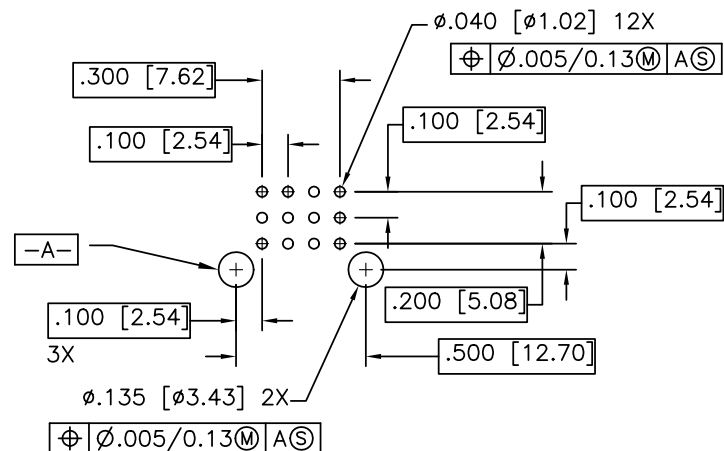 ø.040 [ø1.02] 12X
⌖ Ø.005/0.13Ⓜ AⓈ
.300 [7.62]
.100 [2.54]
.100 [2.54]
.100 [2.54]
-A-
.200 [5.08]
.100 [2.54]
3X
.500 [12.70]
ø.135 [ø3.43] 2X
⌖ Ø.005/0.13Ⓜ AⓈ